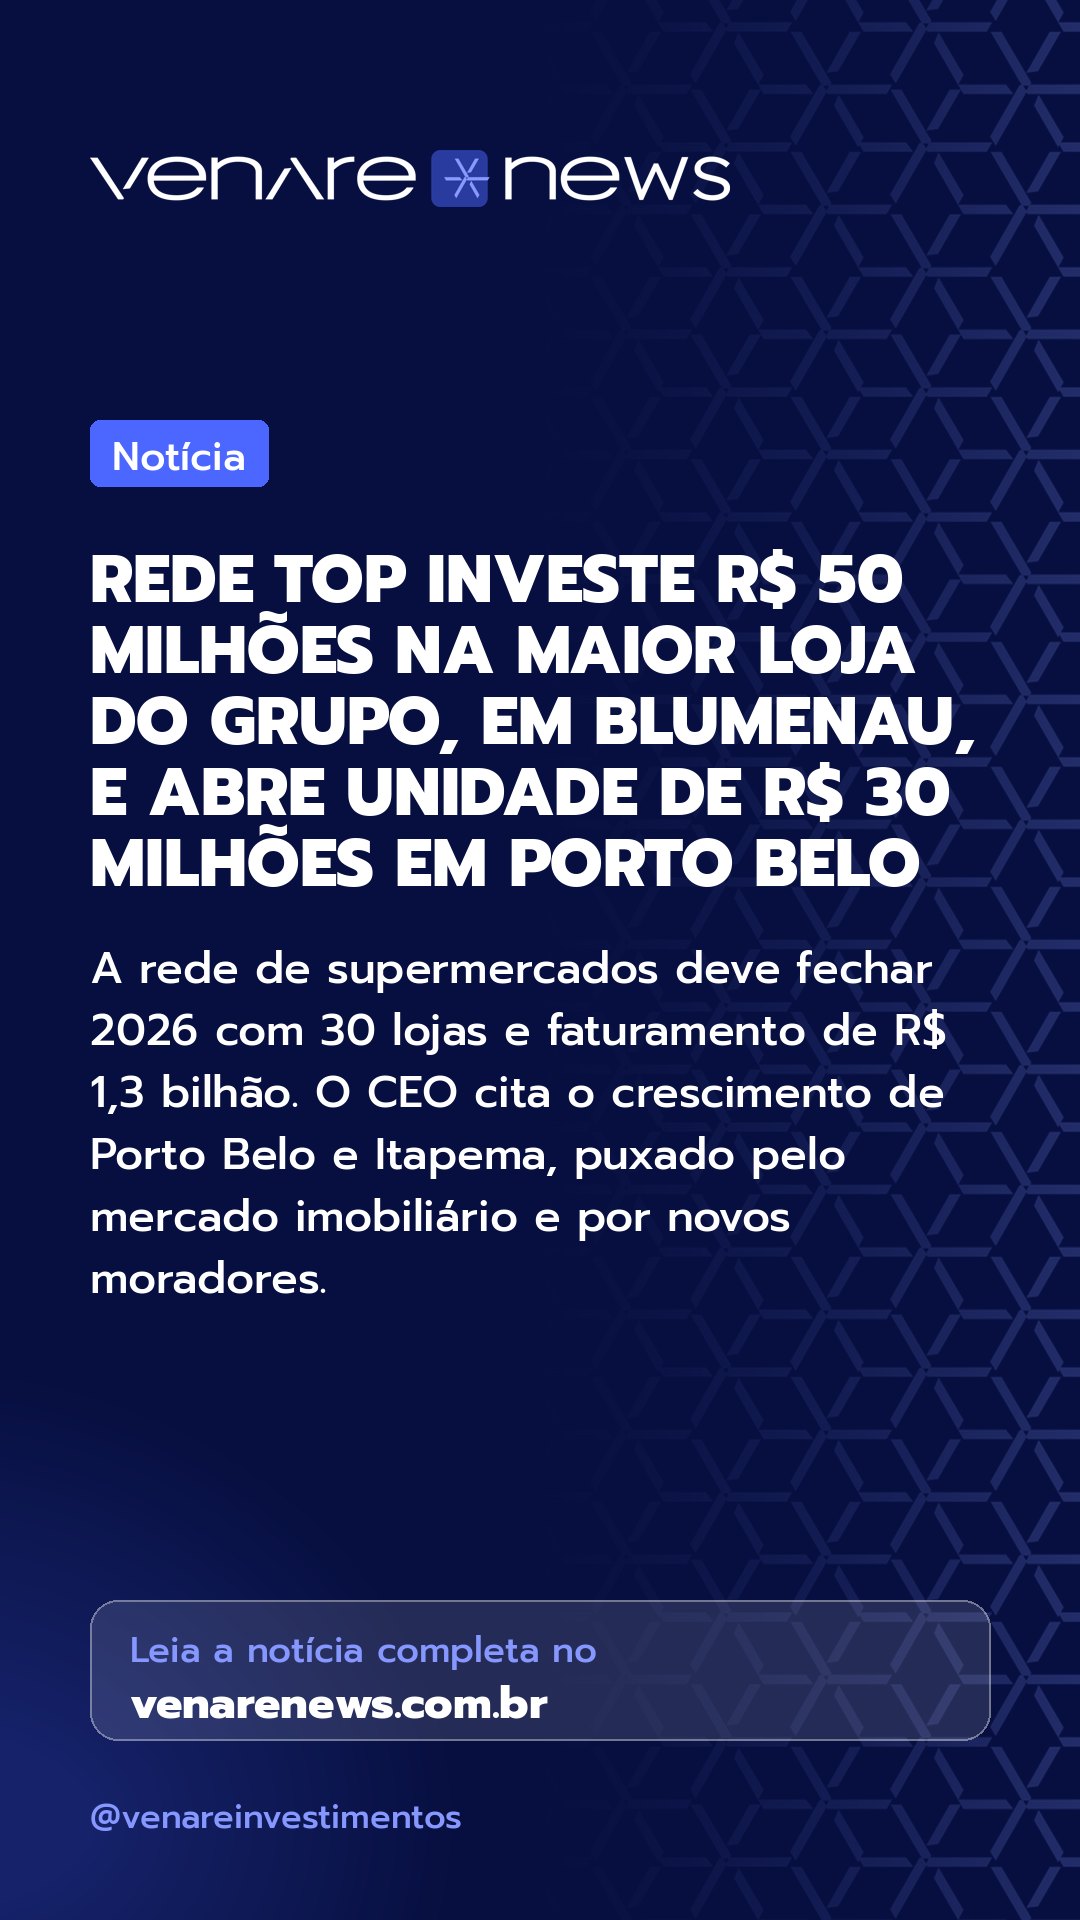 venare news
Notícia
REDE TOP INVESTE R$ 50
MILHÕES NA MAIOR LOJA
DO GRUPO, EM BLUMENAU,
E ABRE UNIDADE DE R$ 30
MILHÕES EM PORTO BELO
A rede de supermercados deve fechar
2026 com 30 lojas e faturamento de R$
1,3 bilhão. O CEO cita o crescimento de
Porto Belo e Itapema, puxado pelo
mercado imobiliário e por novos
moradores.
Leia a notícia completa no
venarenews.com.br
@venareinvestimentos